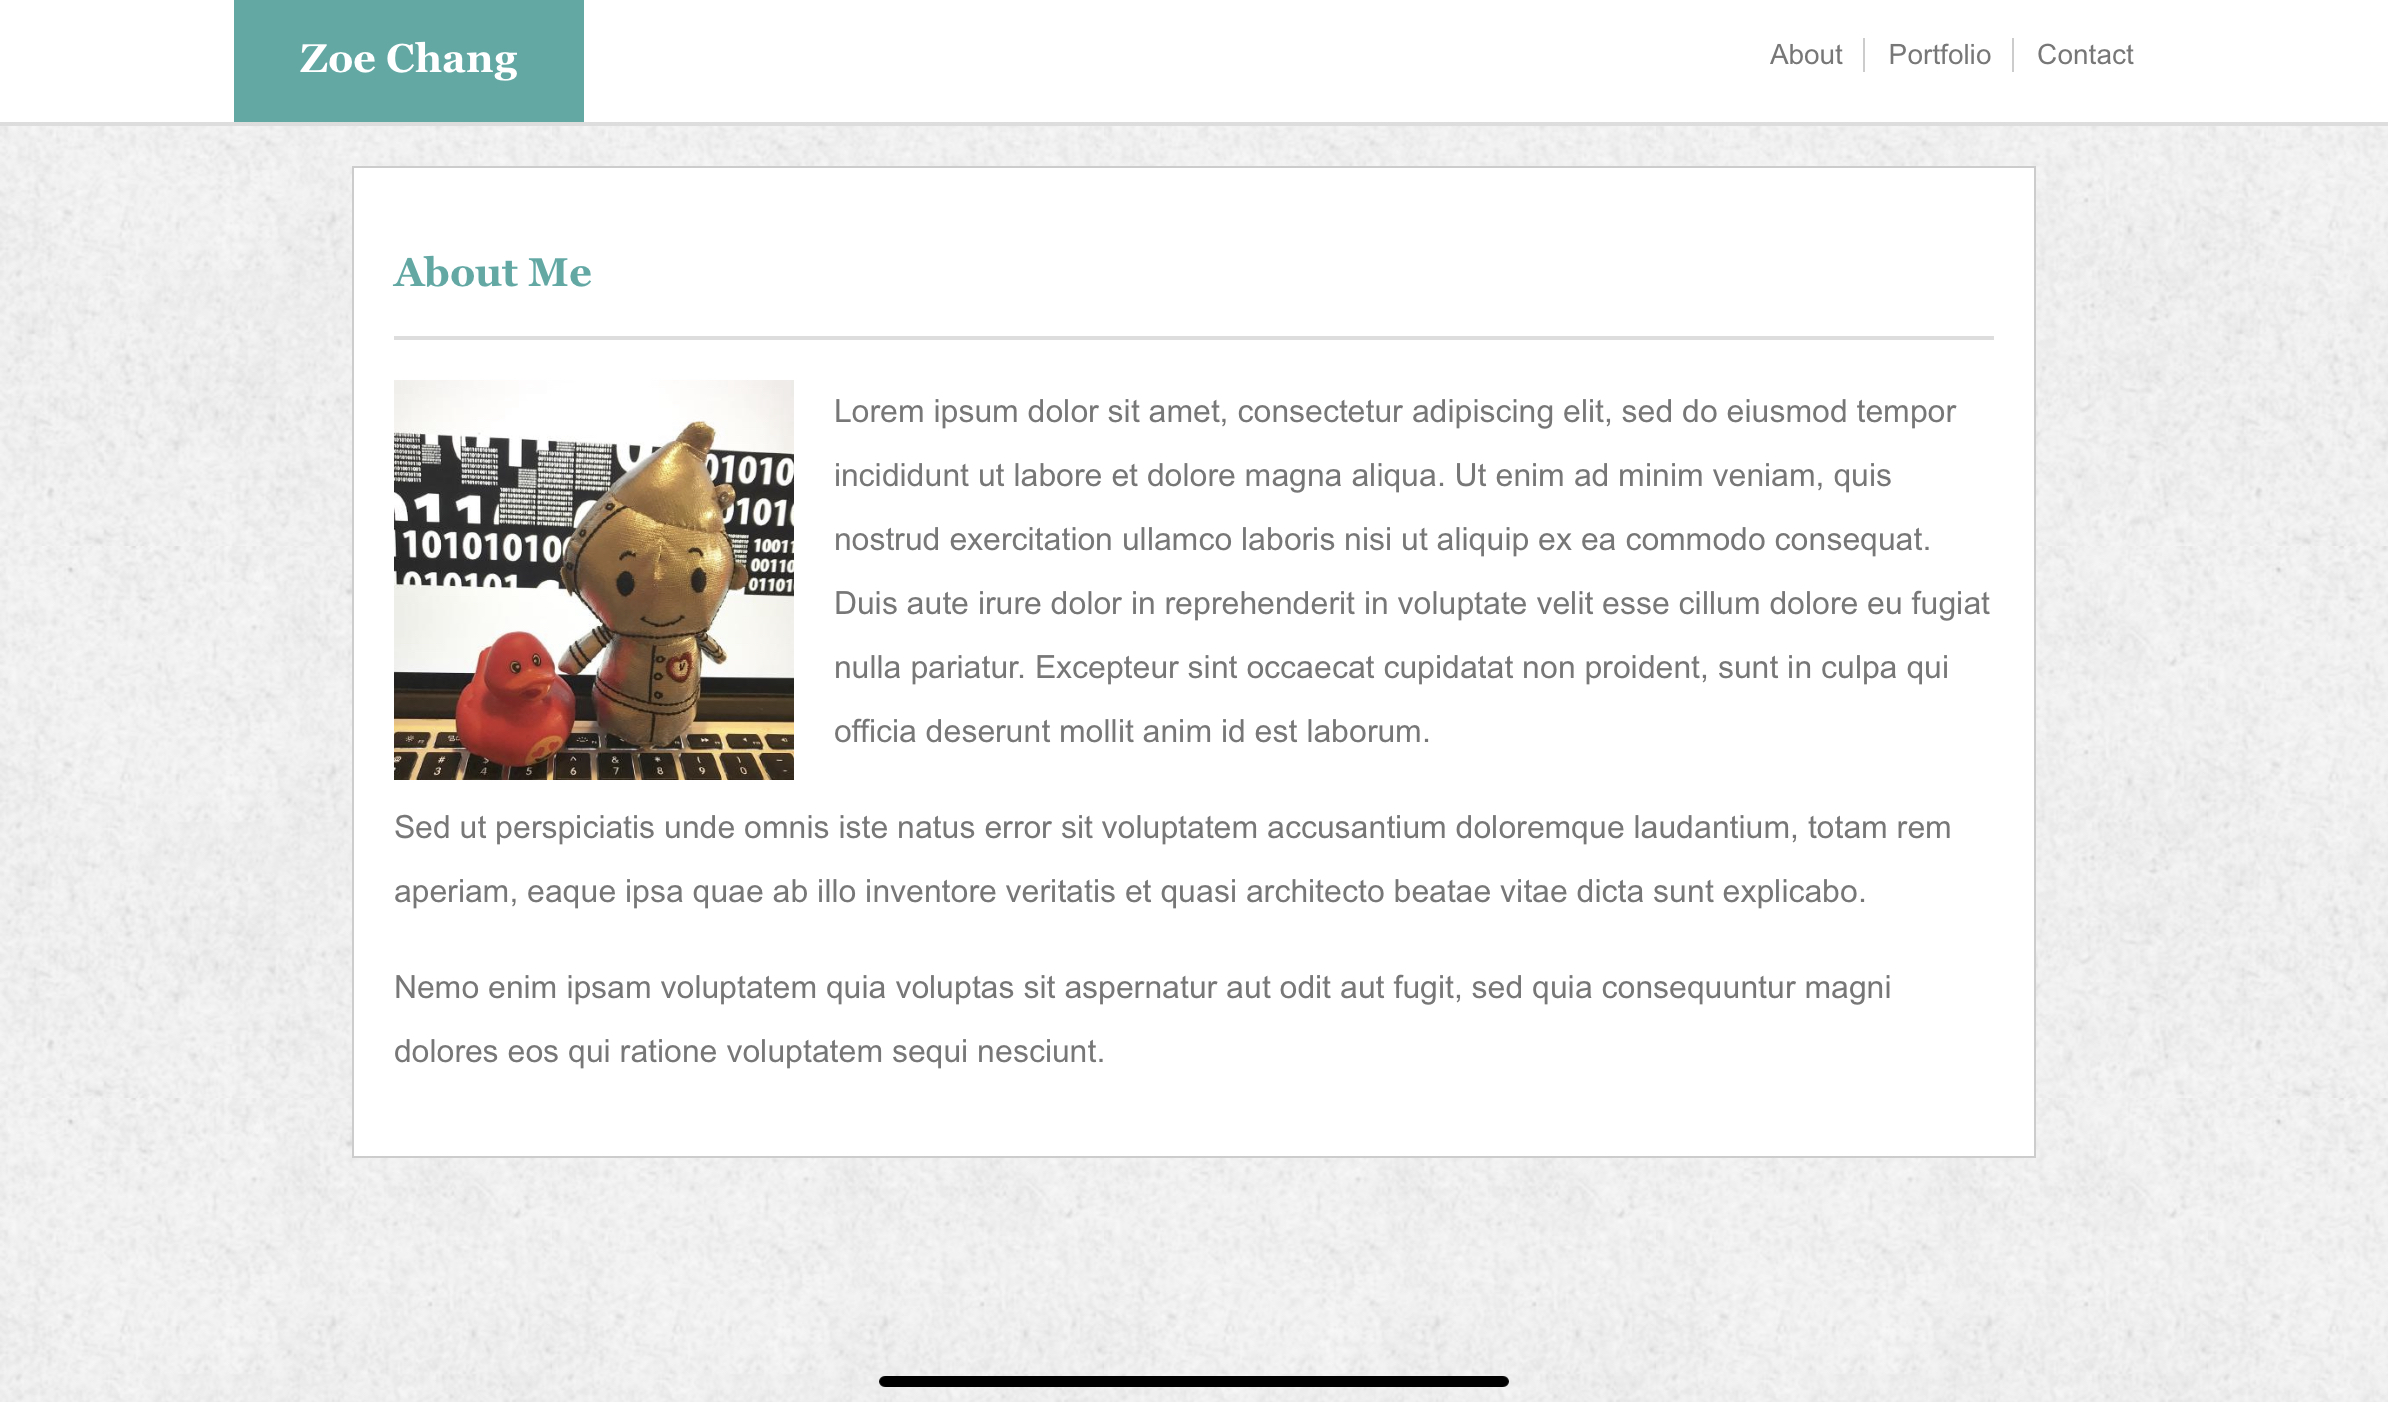 Zoe Chang
About
Portfolio
Contact
About Me
Lorem ipsum dolor sit amet, consectetur adipiscing elit, sed do eiusmod tempor
incididunt ut labore et dolore magna aliqua. Ut enim ad minim veniam, quis
nostrud exercitation ullamco laboris nisi ut aliquip ex ea commodo consequat.
Duis aute irure dolor in reprehenderit in voluptate velit esse cillum dolore eu fugiat
nulla pariatur. Excepteur sint occaecat cupidatat non proident, sunt in culpa qui
officia deserunt mollit anim id est laborum.
Sed ut perspiciatis unde omnis iste natus error sit voluptatem accusantium doloremque laudantium, totam rem
aperiam, eaque ipsa quae ab illo inventore veritatis et quasi architecto beatae vitae dicta sunt explicabo.
Nemo enim ipsam voluptatem quia voluptas sit aspernatur aut odit aut fugit, sed quia consequuntur magni
dolores eos qui ratione voluptatem sequi nesciunt.